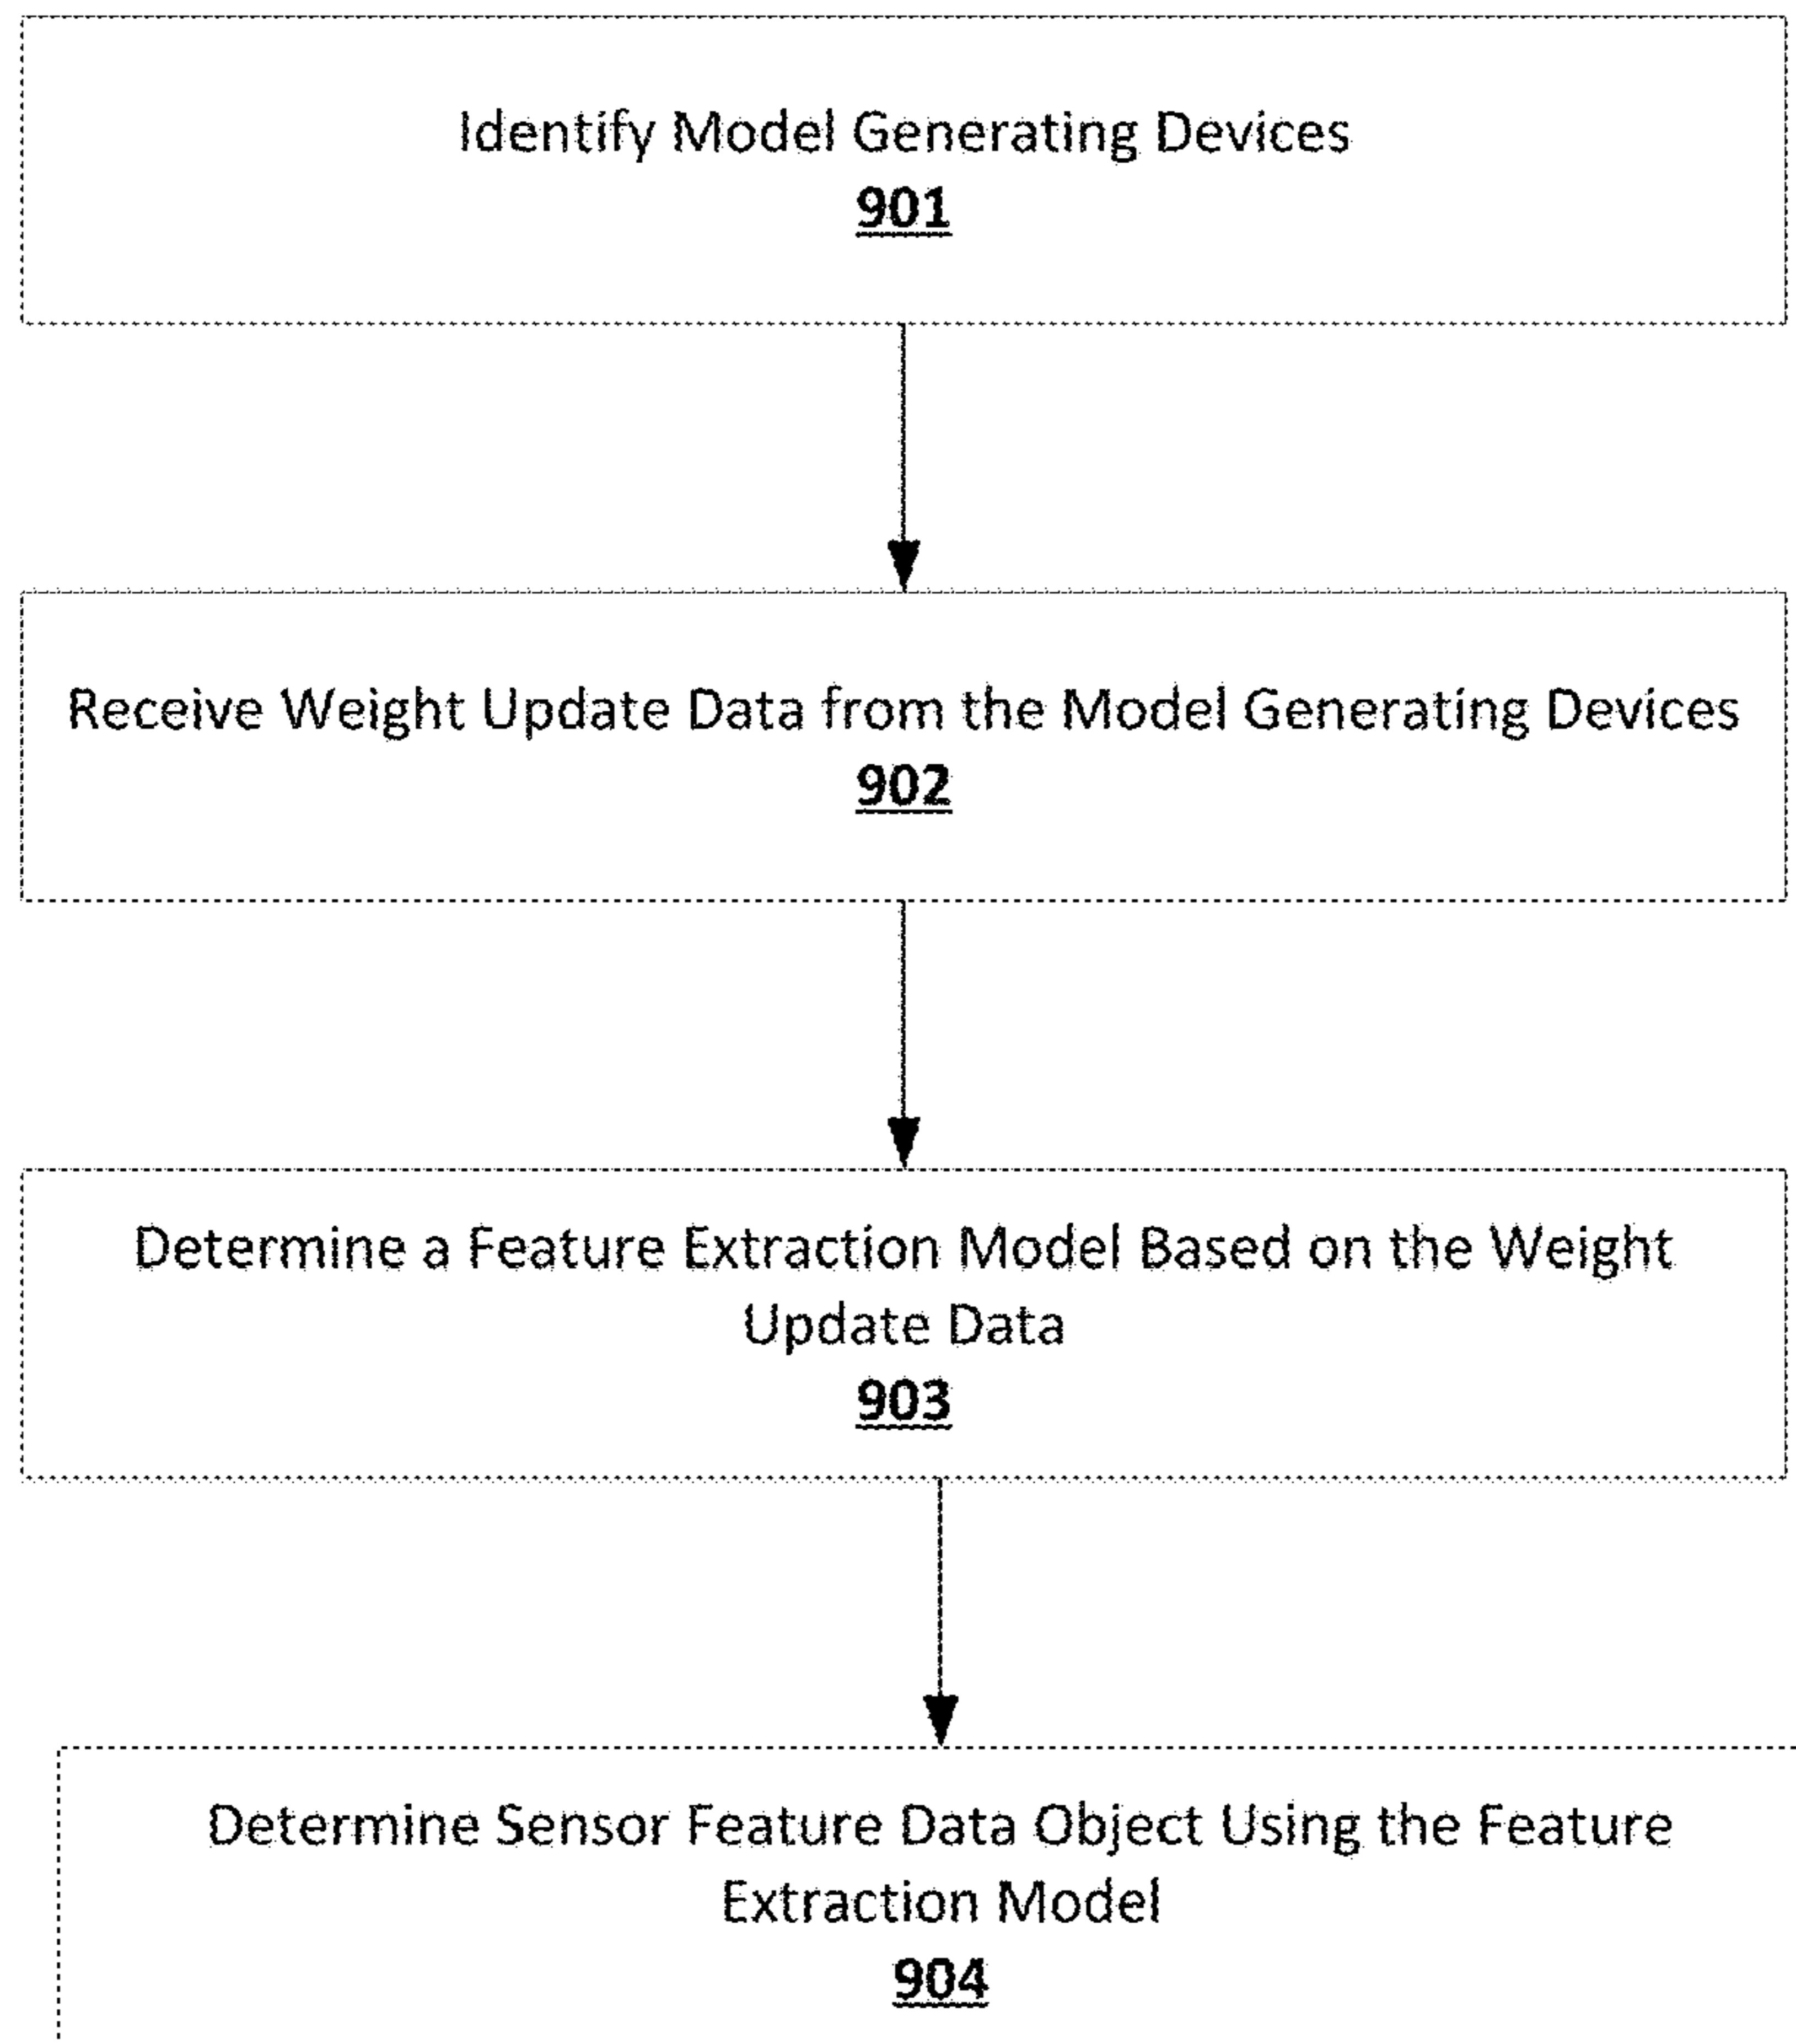 Identify Model Generating Devices
901
Receive Weight Update Data from the Model Generating Devices
902
Determine a Feature Extraction Model Based on the Weight
Update Data
903
Determine Sensor Feature Data Object Using the Feature
Extraction Model
904